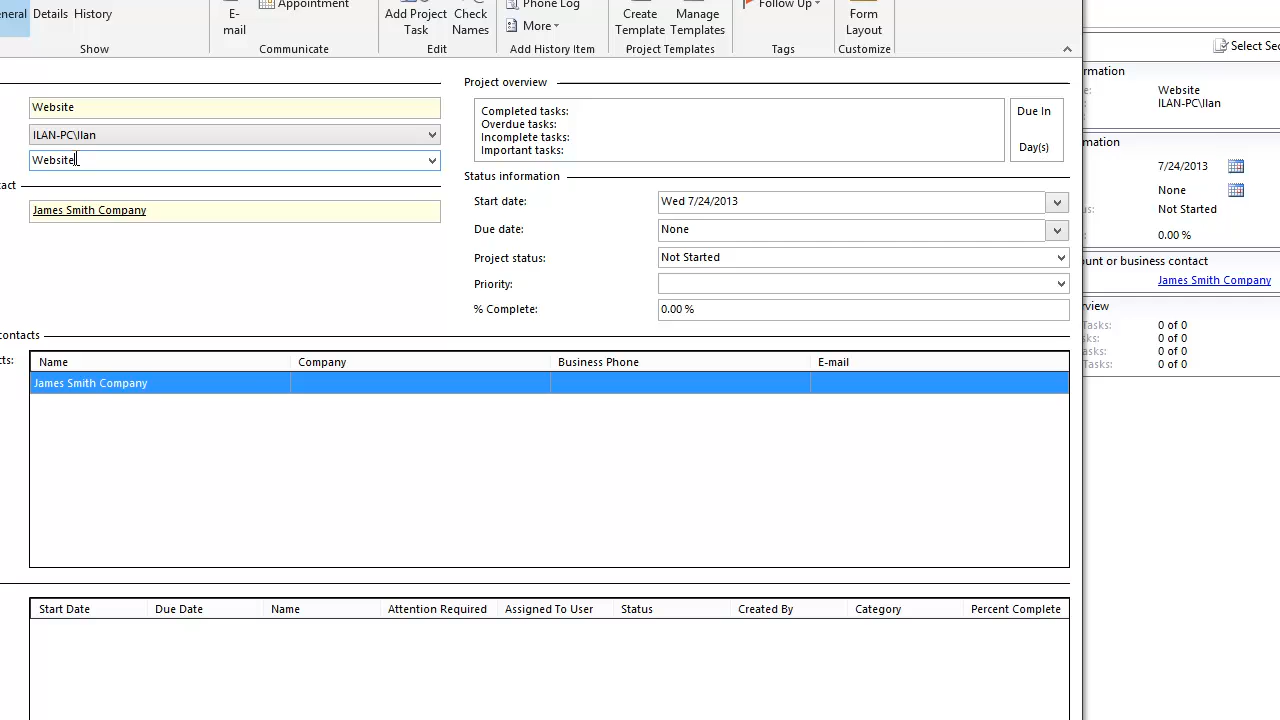 eneral Details History
E-
mail
Appointment
Add Project
Task
Check
Names
Phone Log
More
Create
Template
Manage
Templates
Follow Up
Form
Layout
Show
Communicate
Edit
Add History Item
Project Templates
Tags
Customize
Website
ILAN-PC\Ilan
Website
tact
James Smith Company
Project overview
Completed tasks:
Overdue tasks:
Incomplete tasks:
Important tasks:
Due In
Day(s)
Status information
Start date: Wed 7/24/2013
Due date: None
Project status: Not Started
Priority:
% Complete: 0.00 %
contacts
cts:
Name Company Business Phone E-mail
James Smith Company
Start Date Due Date Name Attention Required Assigned To User Status Created By Category Percent Complete
Select Sec
rmation
e: Website
: ILAN-PC\Ilan
mation
7/24/2013
None
us: Not Started
: 0.00 %
ount or business contact
James Smith Company
rview
Tasks: 0 of 0
ks: 0 of 0
asks: 0 of 0
Tasks: 0 of 0